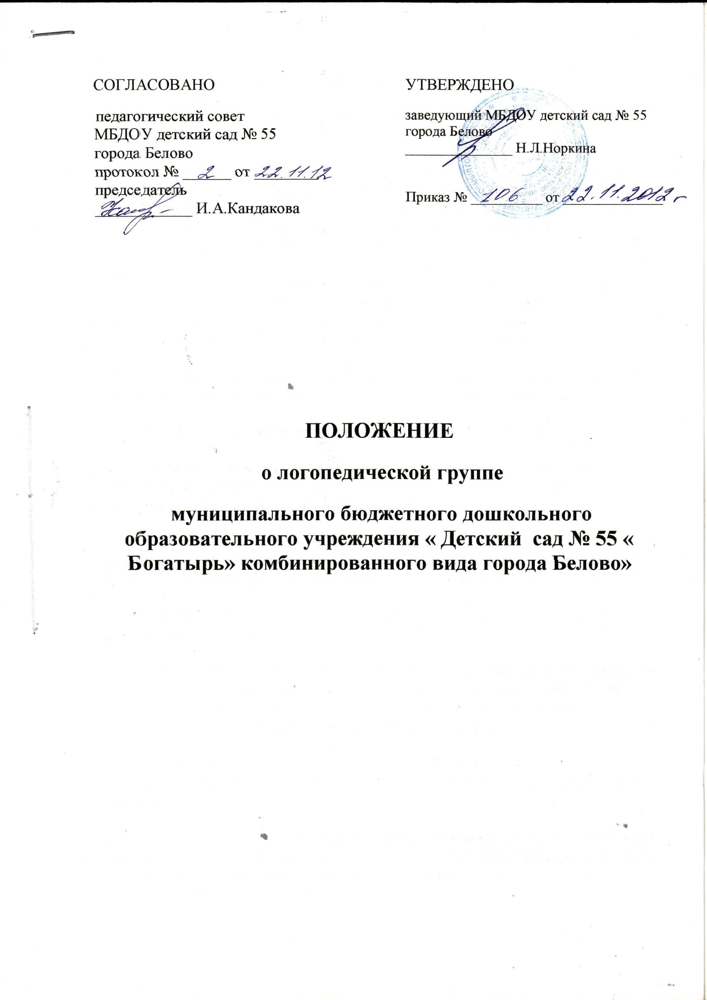 СОГЛАСОВАНО
педагогический совет
МБДОУ детский сад № 55
города Белово
протокол № 2 от 22.11.12
председатель
И.А.Кандакова
УТВЕРЖДЕНО
заведующий МБДОУ детский сад № 55
города Белово
Н.Л.Норкина
Приказ № 106 от 22.11.2012 г
ПОЛОЖЕНИЕ
о логопедической группе
муниципального бюджетного дошкольного
образовательного учреждения « Детский сад № 55 «
Богатырь» комбинированного вида города Белово»